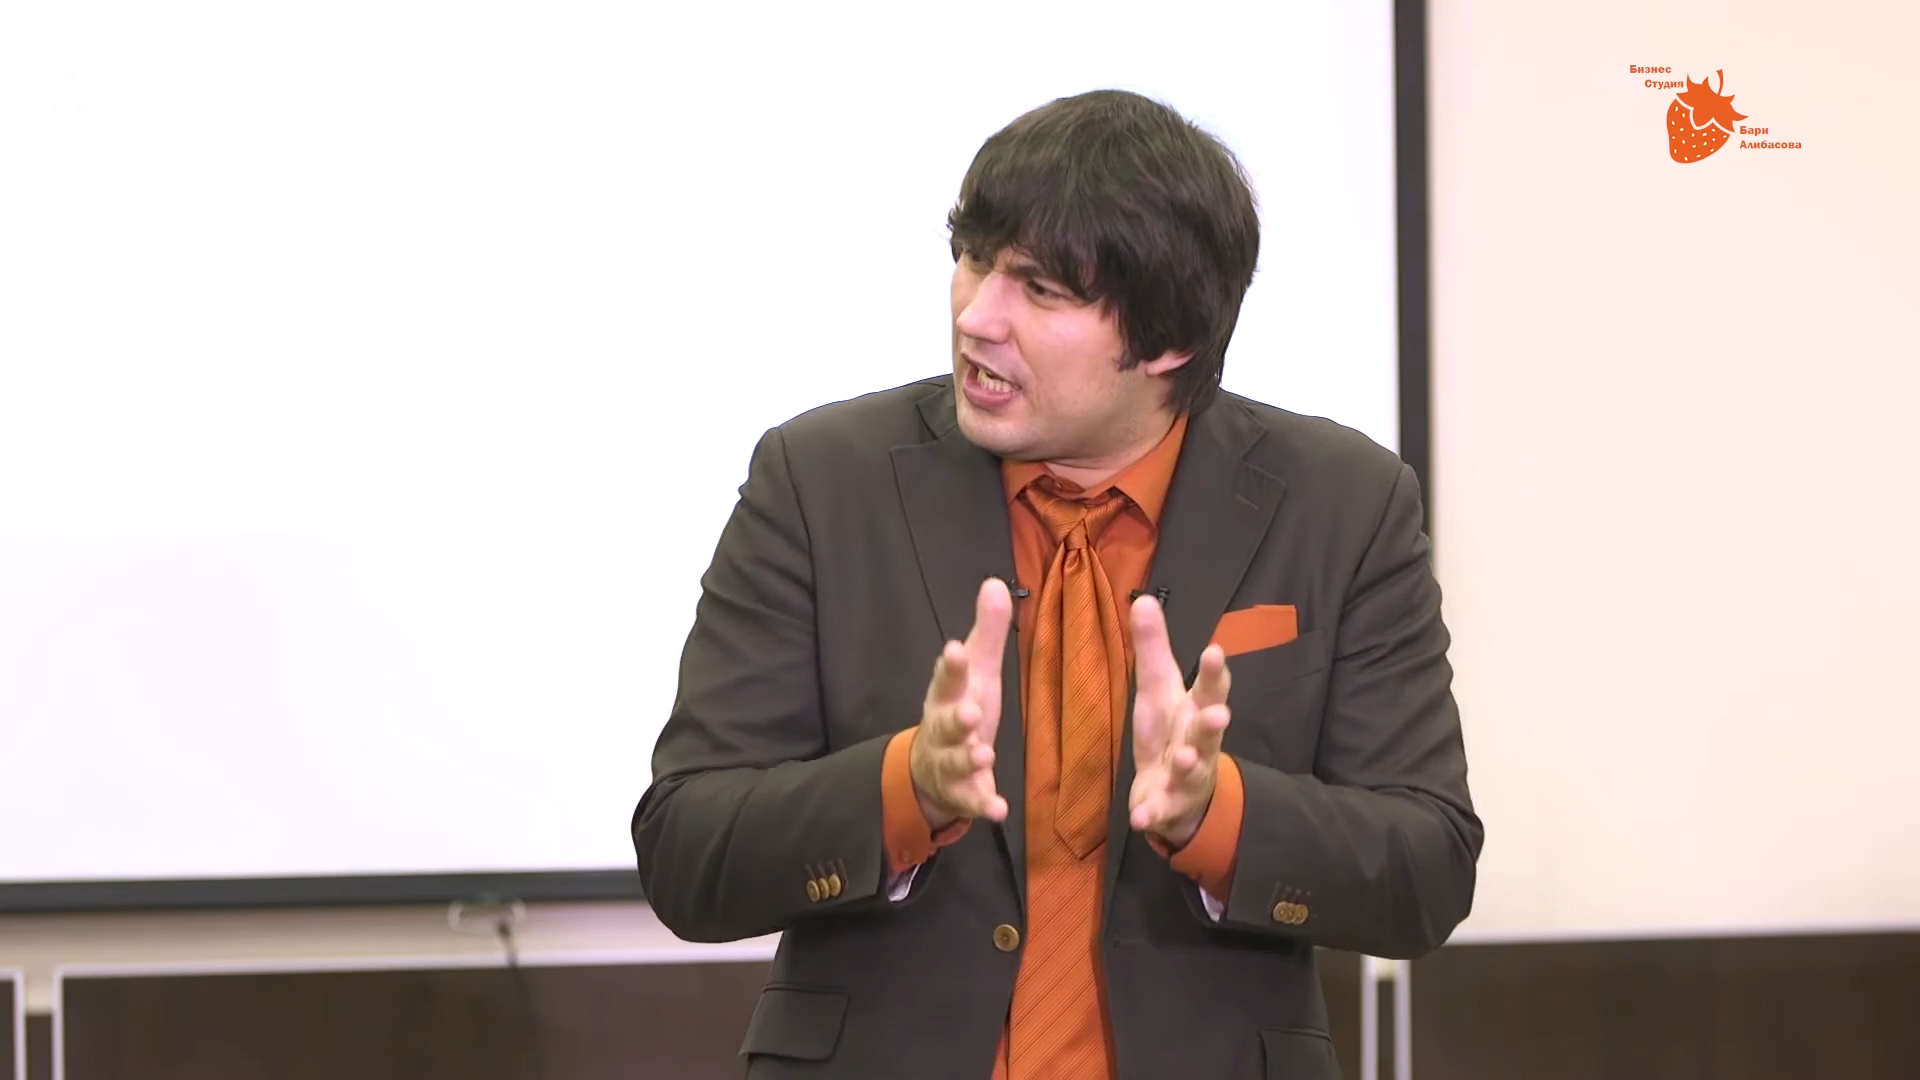 Бизнес
Студия
Бари
Алибасова